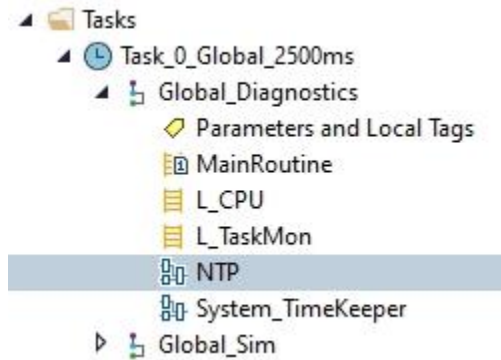 Tasks
Task_0_Global_2500ms
Global_Diagnostics
Parameters and Local Tags
MainRoutine
L_CPU
L_TaskMon
NTP
System_TimeKeeper
Global_Sim